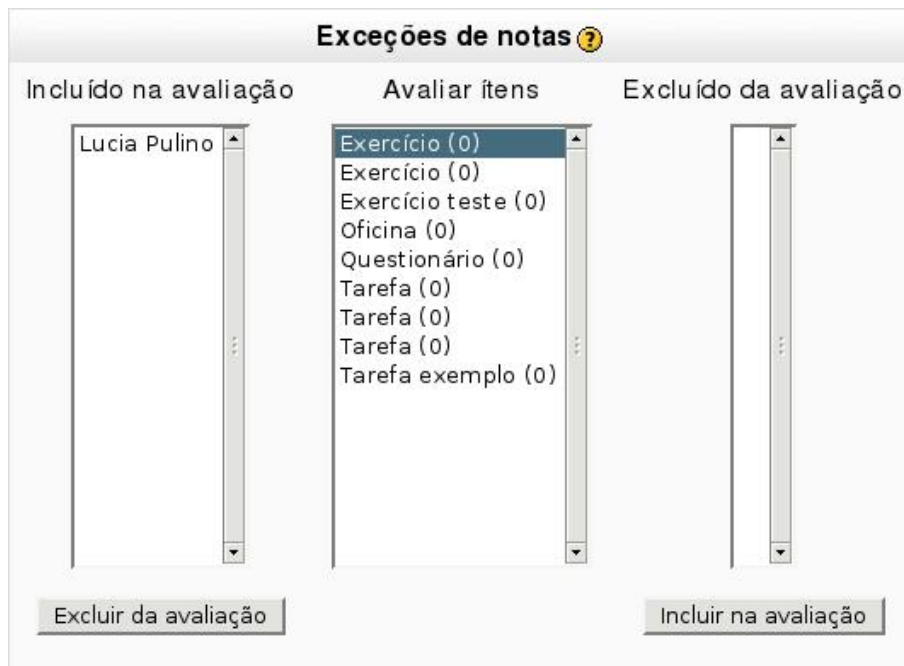 Exceções de notas ?
Incluído na avaliação
Avaliar ítens
Excluído da avaliação
Lucia Pulino
Exercício (0)
Exercício (0)
Exercício teste (0)
Oficina (0)
Questionário (0)
Tarefa (0)
Tarefa (0)
Tarefa (0)
Tarefa exemplo (0)
Excluir da avaliação
Incluir na avaliação